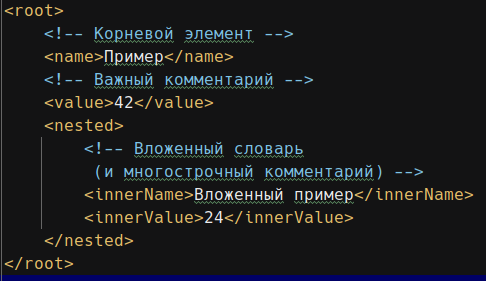 <root>
    <!-- Корневой элемент -->
    <name>Пример</name>
    <!-- Важный комментарий -->
    <value>42</value>
    <nested>
        <!-- Вложенный словарь
         (и многострочный комментарий) -->
        <innerName>Вложенный пример</innerName>
        <innerValue>24</innerValue>
    </nested>
</root>